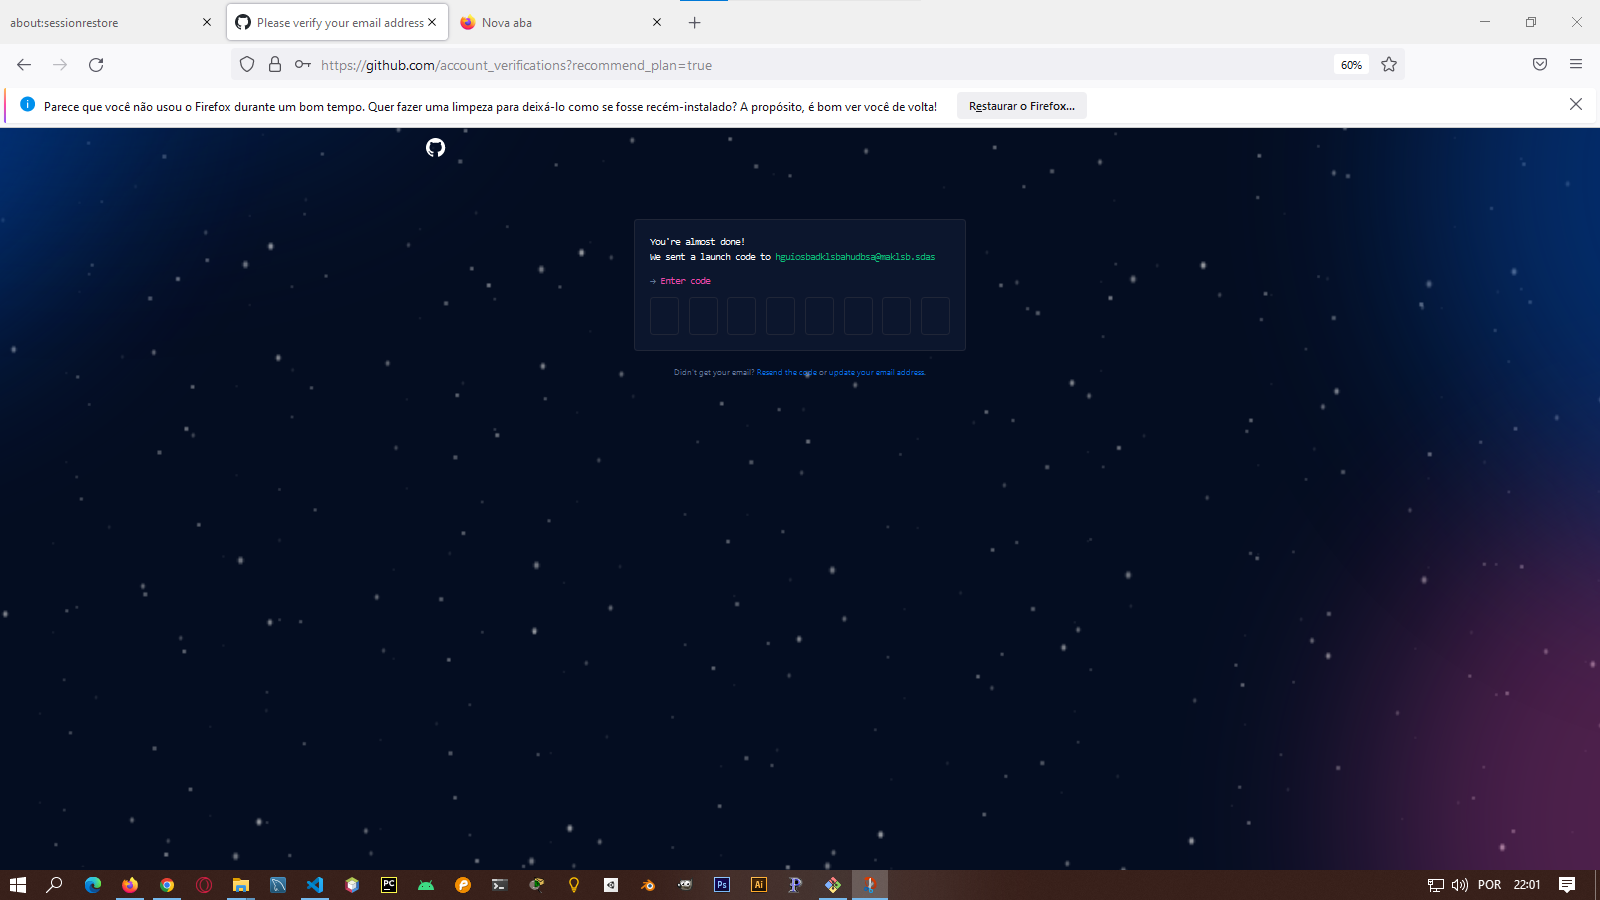 about:sessionrestore
Please verify your email address
Nova aba
https://github.com/account_verifications?recommend_plan=true
60%
Parece que você não usou o Firefox durante um bom tempo. Quer fazer uma limpeza para deixá-lo como se fosse recém-instalado? A propósito, é bom ver você de volta!
Restaurar o Firefox...
You're almost done!
We sent a launch code to hguiosbadklsbahudbsa@maklsb.sdas
→ Enter code
Didn't get your email? Resend the code or update your email address.
PC
Ps
Ai
POR
22:01